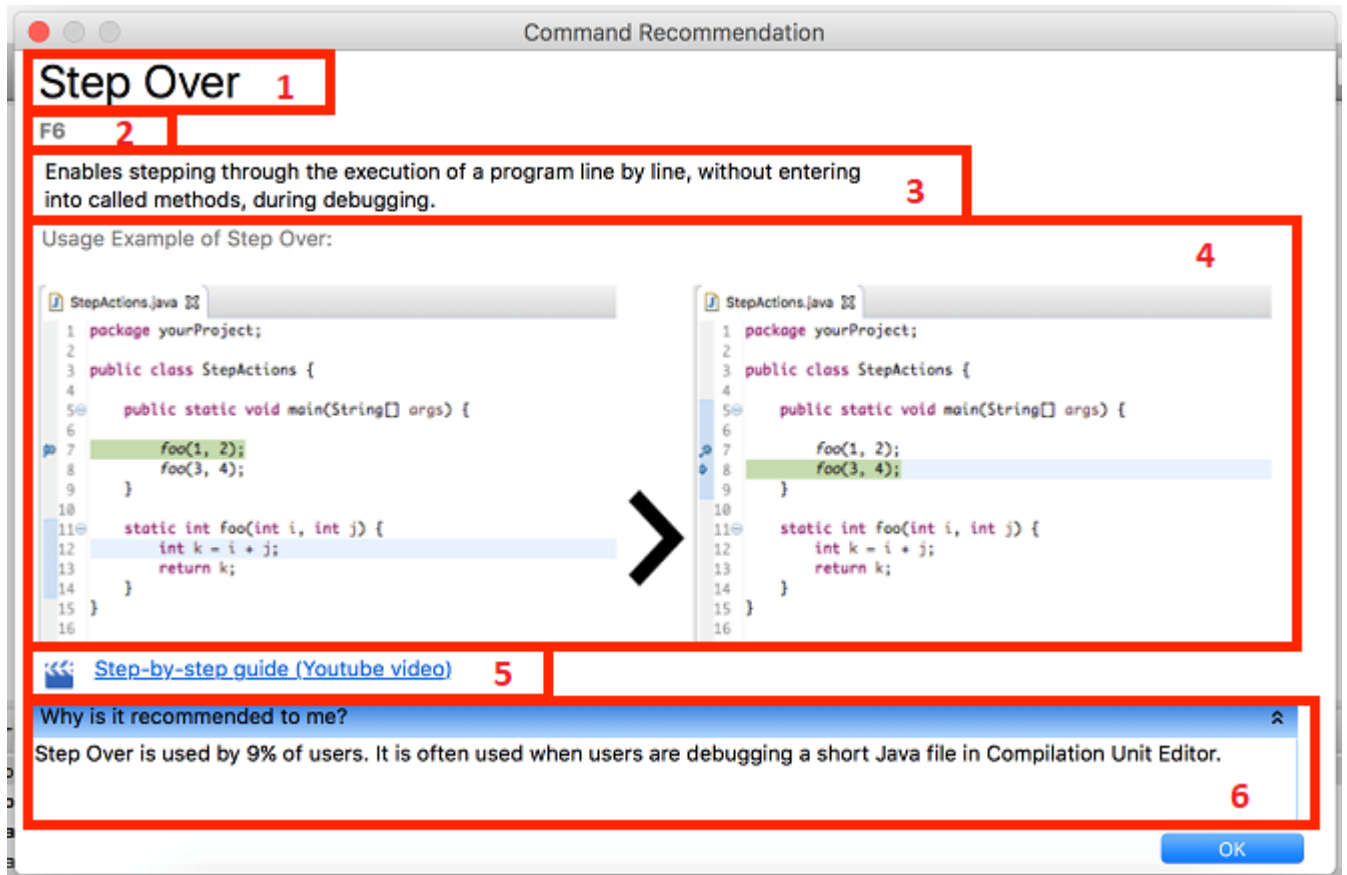 Command Recommendation
Step Over 1
F6 2
Enables stepping through the execution of a program line by line, without entering
into called methods, during debugging.
3
Usage Example of Step Over:
4
StepActions.java
1 package yourProject;
2
3 public class StepActions {
4
5 public static void main(String[] args) {
6
7 foo(1, 2);
8 foo(3, 4);
9 }
10
11 static int foo(int i, int j) {
12 int k = i + j;
13 return k;
14 }
15 }
16
StepActions.java
1 package yourProject;
2
3 public class StepActions {
4
5 public static void main(String[] args) {
6
7 foo(1, 2);
8 foo(3, 4);
9 }
10
11 static int foo(int i, int j) {
12 int k = i + j;
13 return k;
14 }
15 }
16
Step-by-step guide (Youtube video) 5
Why is it recommended to me?
Step Over is used by 9% of users. It is often used when users are debugging a short Java file in Compilation Unit Editor.
6
OK